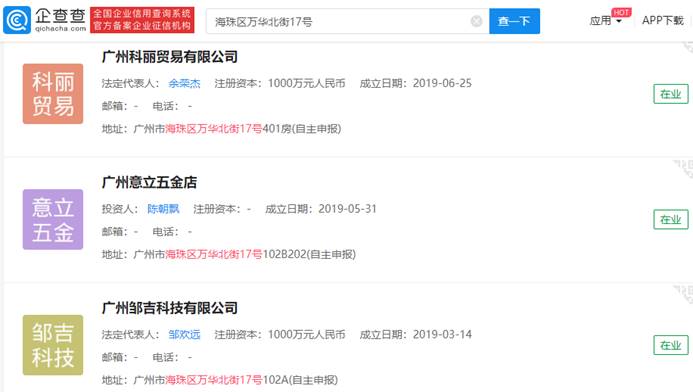 企查查
qichacha.com
全国企业信用查询系统
官方备案企业征信机构
海珠区万华北街17号
查一下
应用
HOT
APP下载
科丽
贸易
广州科丽贸易有限公司
法定代表人： 余荣杰 注册资本：1000万元人民币 成立日期：2019-06-25
邮箱：- 电话：-
地址：广州市海珠区万华北街17号401房(自主申报)
在业
意立
五金
广州意立五金店
投资人： 陈朝飘 注册资本：- 成立日期：2019-05-31
邮箱：- 电话：-
地址：广州市海珠区万华北街17号102B202(自主申报)
在业
邹吉
科技
广州邹吉科技有限公司
法定代表人： 邹欢远 注册资本：1000万元人民币 成立日期：2019-03-14
邮箱：- 电话：-
地址：广州市海珠区万华北街17号102A(自主申报)
在业